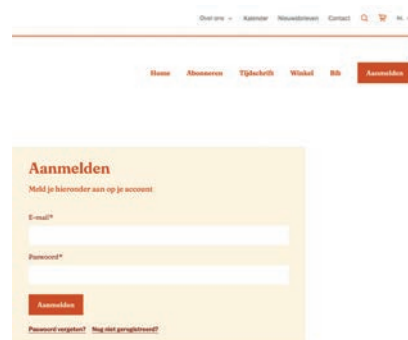 Over ons Kalender Nieuwsbrieven Contact NL
Home Abonneren Tijdschrift Winkel Bib Aanmelden
Aanmelden
Meld je hieronder aan op je account
E-mail*
Paswoord*
Aanmelden
Paswoord vergeten? Nog niet geregistreerd?